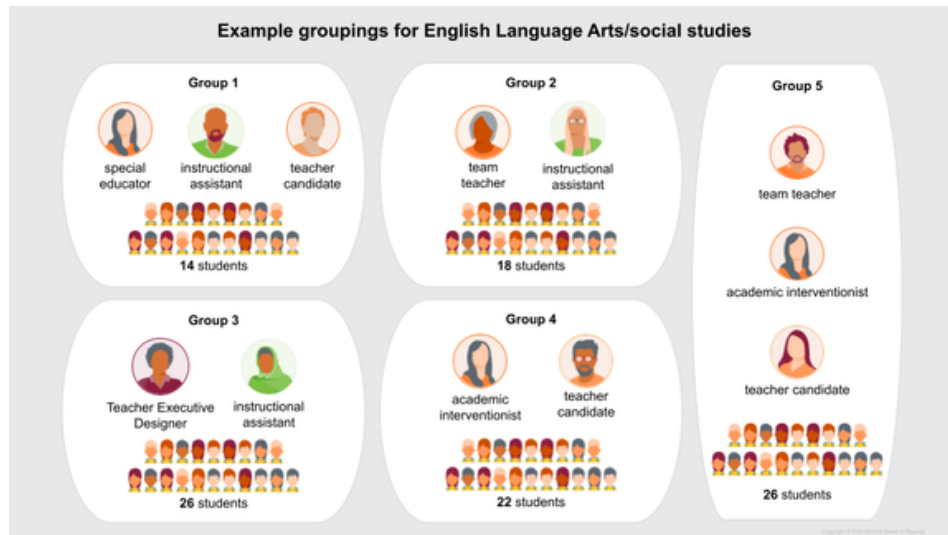 Example groupings for English Language Arts/social studies
Group 1
special
educator
instructional
assistant
teacher
candidate
14 students
Group 2
team
teacher
instructional
assistant
18 students
Group 3
Teacher Executive
Designer
instructional
assistant
26 students
Group 4
academic
interventionist
teacher
candidate
22 students
Group 5
team teacher
academic interventionist
teacher candidate
26 students